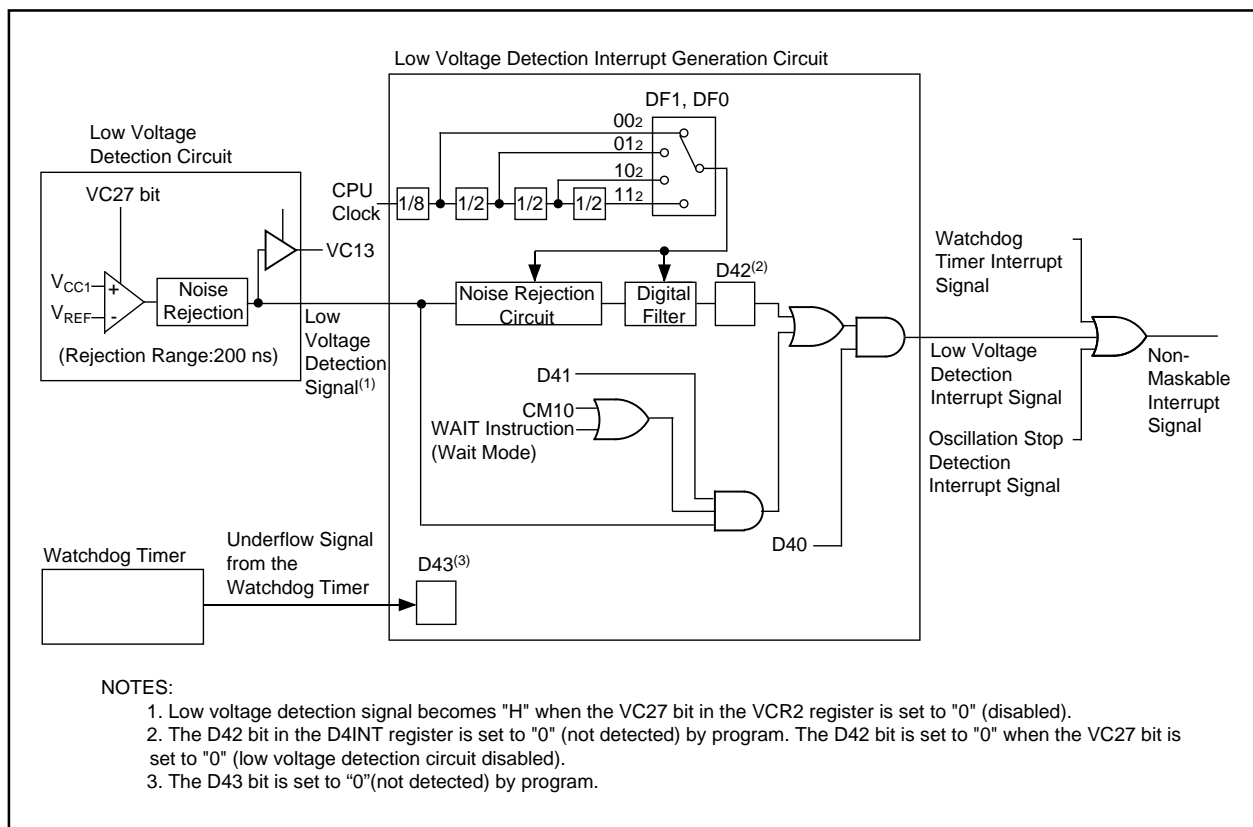 Low Voltage Detection Interrupt Generation Circuit
DF1, DF0
00₂
01₂
10₂
11₂
Low Voltage
Detection Circuit
VC27 bit
CPU
Clock
1/8
1/2
1/2
1/2
VC13
VCC1
+
VREF
-
Noise
Rejection
(Rejection Range:200 ns)
Low
Voltage
Detection
Signal(1)
Noise Rejection
Circuit
Digital
Filter
D42(2)
Watchdog
Timer Interrupt
Signal
Low Voltage
Detection
Interrupt Signal
Non-
Maskable
Interrupt
Signal
Oscillation Stop
Detection
Interrupt Signal
D41
CM10
WAIT Instruction
(Wait Mode)
D40
Watchdog Timer
Underflow Signal
from the
Watchdog Timer
D43(3)
NOTES:
1. Low voltage detection signal becomes "H" when the VC27 bit in the VCR2 register is set to "0" (disabled).
2. The D42 bit in the D4INT register is set to "0" (not detected) by program. The D42 bit is set to "0" when the VC27 bit is
set to "0" (low voltage detection circuit disabled).
3. The D43 bit is set to “0”(not detected) by program.